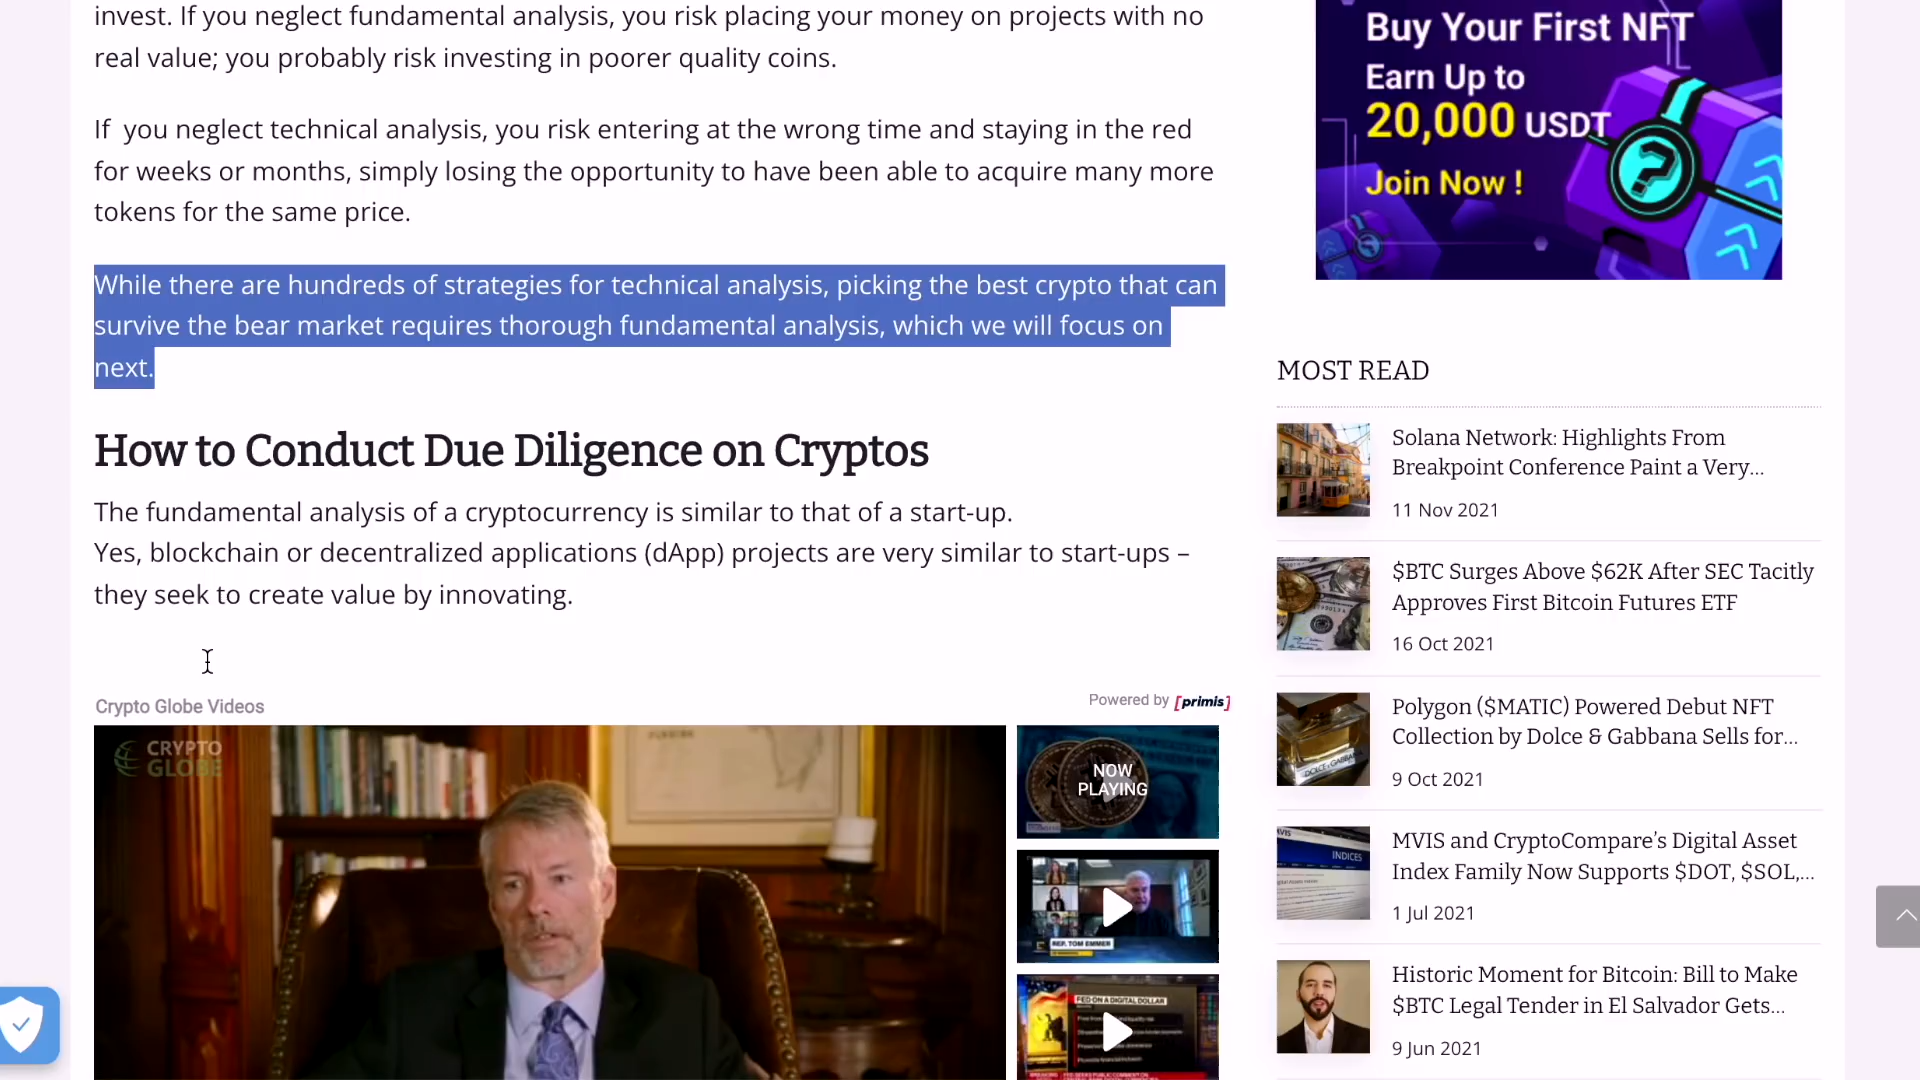 invest. If you neglect fundamental analysis, you risk placing your money on projects with no
real value; you probably risk investing in poorer quality coins.
If  you neglect technical analysis, you risk entering at the wrong time and staying in the red
for weeks or months, simply losing the opportunity to have been able to acquire many more
tokens for the same price.
While there are hundreds of strategies for technical analysis, picking the best crypto that can
survive the bear market requires thorough fundamental analysis, which we will focus on
next.
How to Conduct Due Diligence on Cryptos
The fundamental analysis of a cryptocurrency is similar to that of a start-up.
Yes, blockchain or decentralized applications (dApp) projects are very similar to start-ups –
they seek to create value by innovating.
Crypto Globe Videos
Powered by [primis]
CRYPTO
GLOBE
NOW
PLAYING
REP. TOM EMMER
FED ON A DIGITAL DOLLAR
Buy Your First NFT
Earn Up to
20,000 USDT
Join Now !
MOST READ
Solana Network: Highlights From
Breakpoint Conference Paint a Very...
11 Nov 2021
$BTC Surges Above $62K After SEC Tacitly
Approves First Bitcoin Futures ETF
16 Oct 2021
Polygon ($MATIC) Powered Debut NFT
Collection by Dolce & Gabbana Sells for...
9 Oct 2021
MVIS and CryptoCompare’s Digital Asset
Index Family Now Supports $DOT, $SOL,...
1 Jul 2021
INDICES
Historic Moment for Bitcoin: Bill to Make
$BTC Legal Tender in El Salvador Gets...
9 Jun 2021